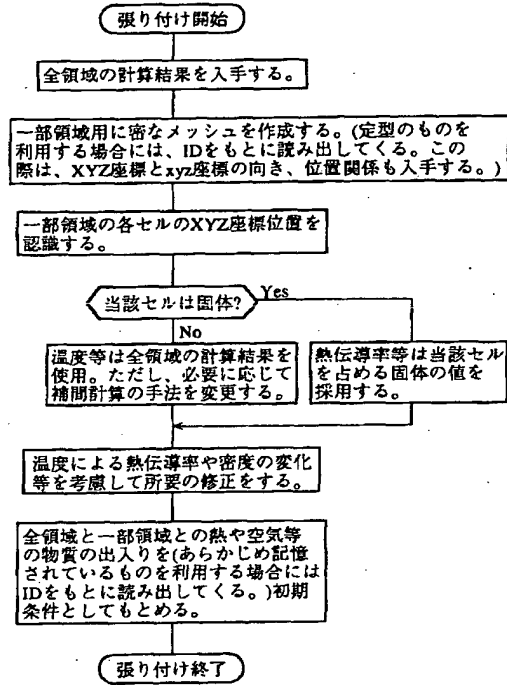 張り付け開始
全領域の計算結果を入手する。
一部領域用に密なメッシュを作成する。(定型のものを
利用する場合には、IDをもとに読み出してくる。この
際は、XYZ座標とxyz座標の向き、位置関係も入手する。)
一部領域の各セルのXYZ座標位置を
認識する。
当該セルは固体?
Yes
No
温度等は全領域の計算結果を
使用。ただし、必要に応じて
補間計算の手法を変更する。
熱伝導率等は当該セル
を占める固体の値を
採用する。
温度による熱伝導率や密度の変化
等を考慮して所要の修正をする。
全領域と一部領域との熱や空気等
の物質の出入りを(あらかじめ記憶
されているものを利用する場合には
IDをもとに読み出してくる。)初期
条件としてもとめる。
張り付け終了